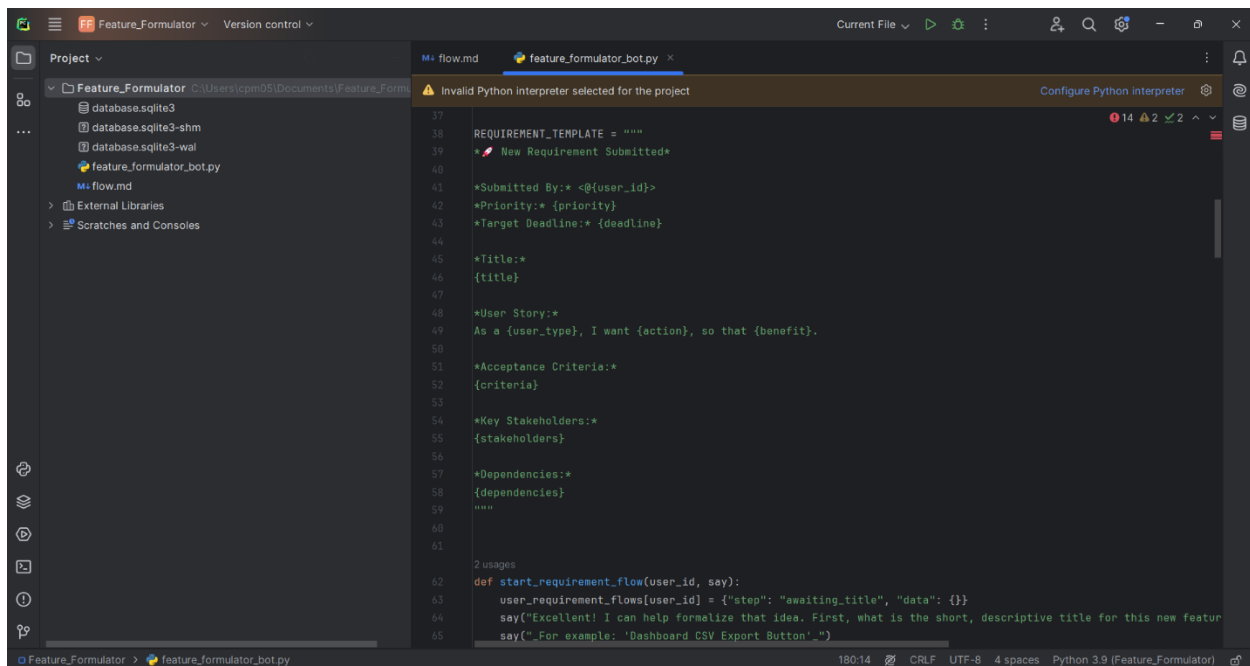 FF Feature_Formulator Version control Current File
Project
M↓ flow.md feature_formulator_bot.py
Feature_Formulator C:\Users\cpm05\Documents\Feature_Formu
Invalid Python interpreter selected for the project Configure Python interpreter
database.sqlite3
database.sqlite3-shm
database.sqlite3-wal
feature_formulator_bot.py
M↓ flow.md
External Libraries
Scratches and Consoles
14 2 2
37
38 REQUIREMENT_TEMPLATE = """
39 *🚀 New Requirement Submitted*
40
41 *Submitted By:* <@{user_id}>
42 *Priority:* {priority}
43 *Target Deadline:* {deadline}
44
45 *Title:*
46 {title}
47
48 *User Story:*
49 As a {user_type}, I want {action}, so that {benefit}.
50
51 *Acceptance Criteria:*
52 {criteria}
53
54 *Key Stakeholders:*
55 {stakeholders}
56
57 *Dependencies:*
58 {dependencies}
59 """
60
61
2 usages
62 def start_requirement_flow(user_id, say):
63 user_requirement_flows[user_id] = {"step": "awaiting_title", "data": {}}
64 say("Excellent! I can help formalize that idea. First, what is the short, descriptive title for this new featur
65 say("_For example: 'Dashboard CSV Export Button'_")
Feature_Formulator > feature_formulator_bot.py 180:14 CRLF UTF-8 4 spaces Python 3.9 (Feature_Formulator)